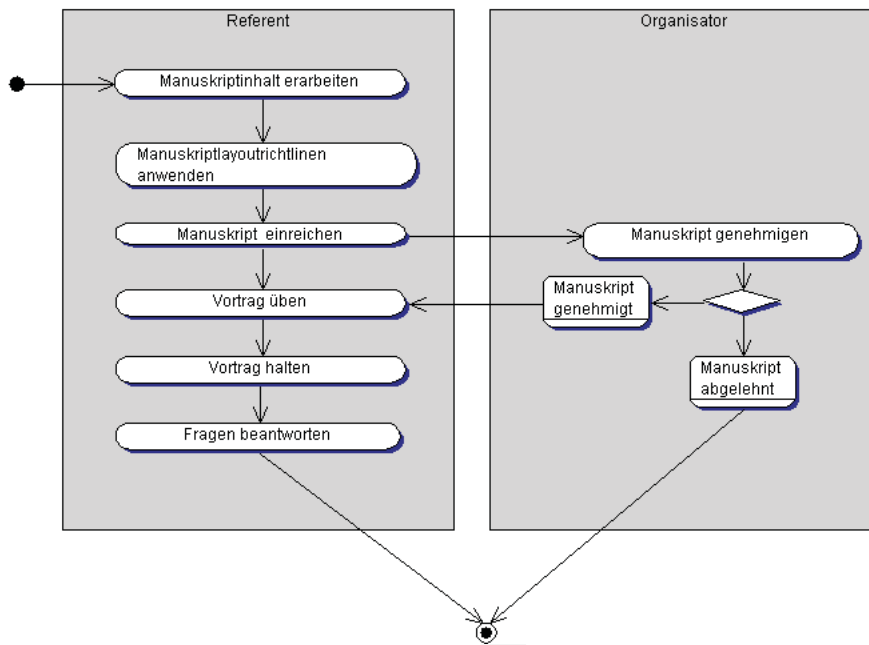 Referent
Manuskriptinhalt erarbeiten
Manuskriptlayoutrichtlinen
anwenden
Manuskript einreichen
Vortrag üben
Vortrag halten
Fragen beantworten
Organisator
Manuskript genehmigen
Manuskript
genehmigt
Manuskript
abgelehnt